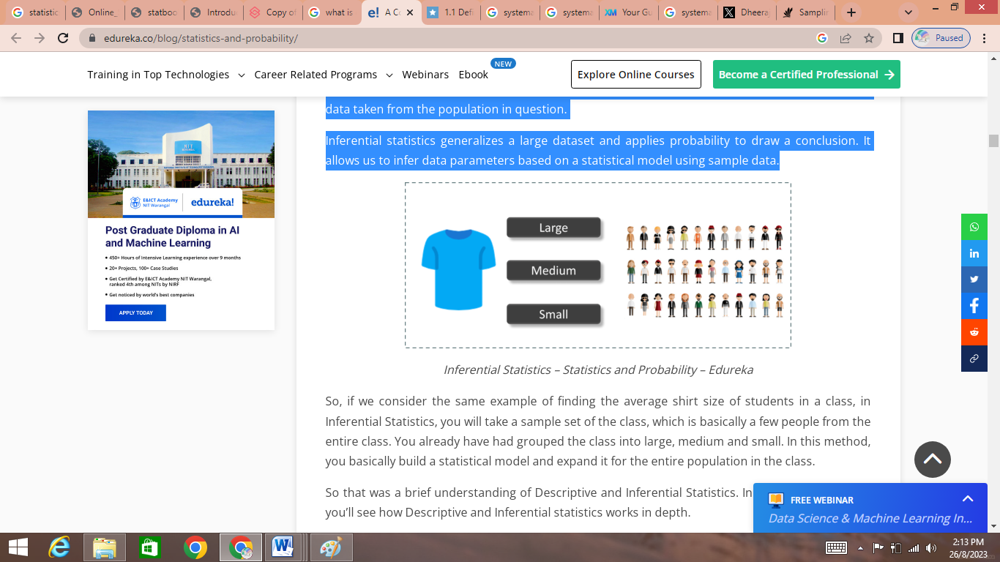 statistic
Online_
statboo
Introdu
Copy of
what is
e! A Co
1.1 Defi
systema
systema
XM Your Gu
systema
Dheeraj
Samplin
edureka.co/blog/statistics-and-probability/
Paused
Training in Top Technologies
Career Related Programs
Webinars
Ebook
NEW
Explore Online Courses
Become a Certified Professional
data taken from the population in question.
Inferential statistics generalizes a large dataset and applies probability to draw a conclusion. It
allows us to infer data parameters based on a statistical model using sample data.
NIT
E&ICT Academy
NIT Warangal
edureka!
Post Graduate Diploma in AI
and Machine Learning
• 450+ Hours of Intensive Learning experience over 9 months
• 20+ Projects, 100+ Case Studies
• Get Certified by E&ICT Academy NIT Warangal,
ranked 4th among NITs by NIRF
• Get noticed by world's best companies
APPLY TODAY
Large
Medium
Small
Inferential Statistics – Statistics and Probability – Edureka
So, if we consider the same example of finding the average shirt size of students in a class, in
Inferential Statistics, you will take a sample set of the class, which is basically a few people from the
entire class. You already have had grouped the class into large, medium and small. In this method,
you basically build a statistical model and expand it for the entire population in the class.
So that was a brief understanding of Descriptive and Inferential Statistics. In
you'll see how Descriptive and Inferential statistics works in depth.
FREE WEBINAR
Data Science & Machine Learning In...
2:13 PM
26/8/2023